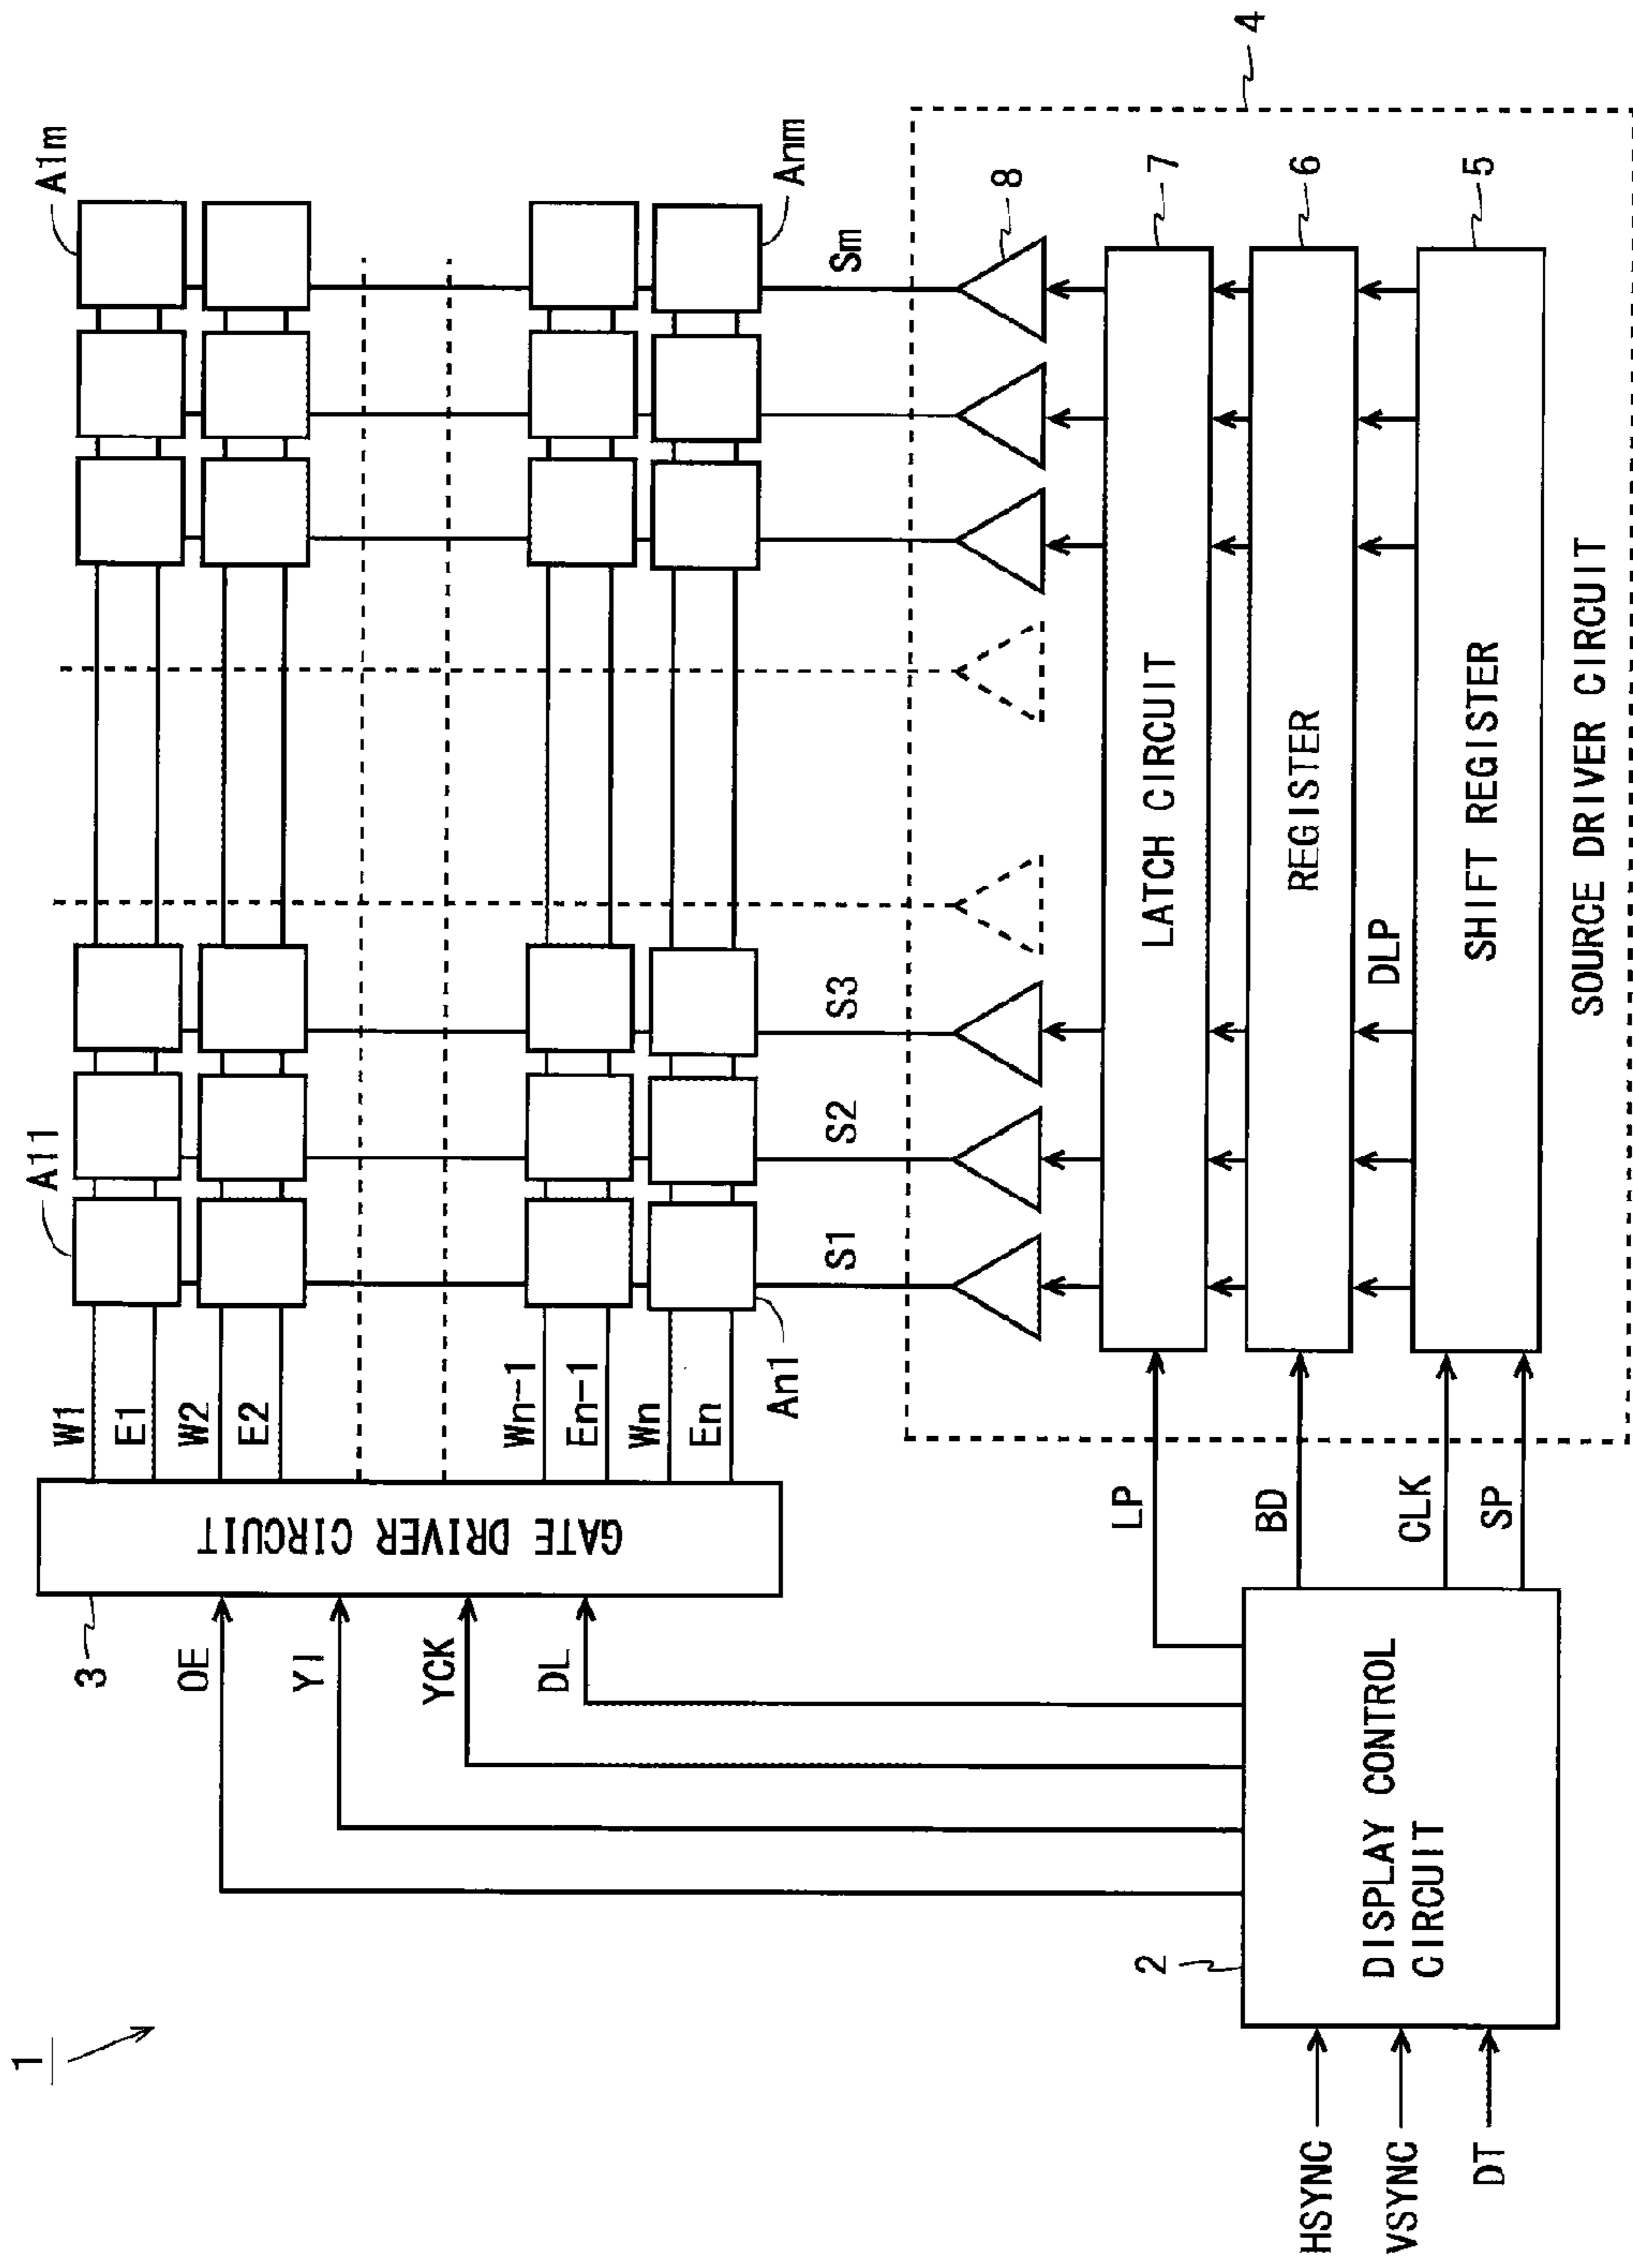 1
A11
A1m
W1
E1
W2
E2
Wn-1
En-1
Wn
En
An1
Anm
3
GATE DRIVER CIRCUIT
OE
YI
YCK
DL
S1
S2
S3
Sm
8
4
LP
LATCH CIRCUIT
7
BD
REGISTER
6
DLP
CLK
SP
SHIFT REGISTER
5
SOURCE DRIVER CIRCUIT
2
DISPLAY CONTROL
CIRCUIT
HSYNC
VSYNC
DT